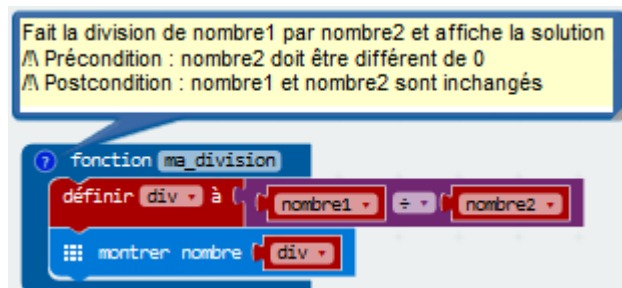 Fait la division de nombre1 par nombre2 et affiche la solution
/!\ Précondition : nombre2 doit être différent de 0
/!\ Postcondition : nombre1 et nombre2 sont inchangés
? fonction ma_division
définir div à nombre1 ÷ nombre2
montrer nombre div